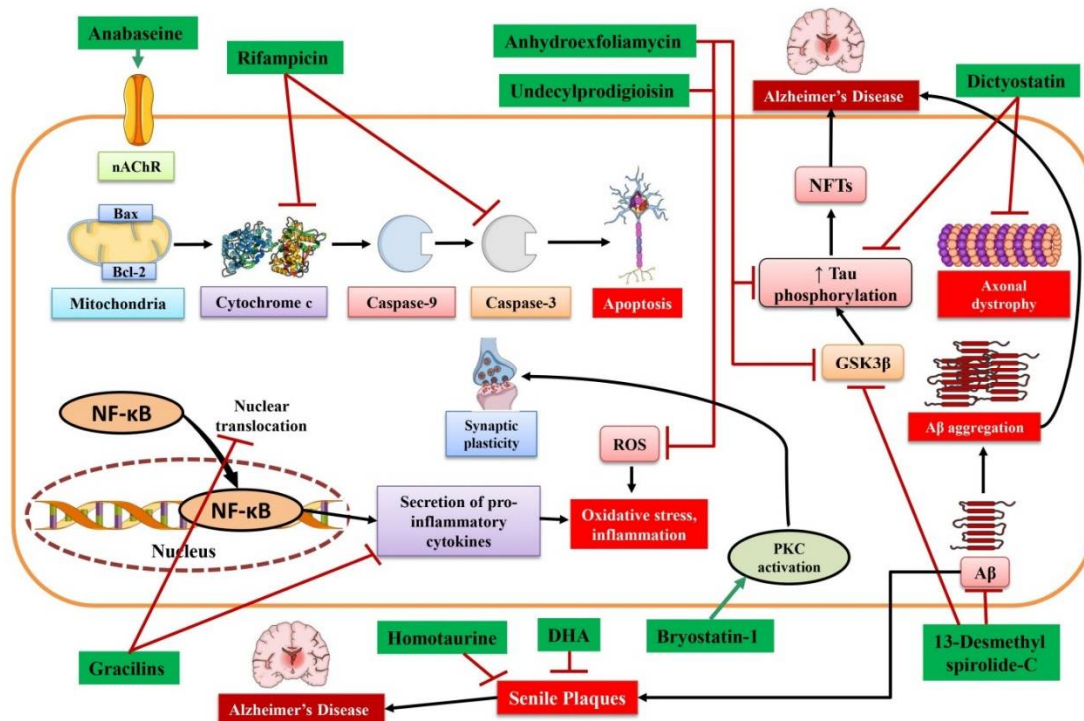 Anabaseine
Rifampicin
Anhydroexfoliamycin
Undecylprodigioisin
Alzheimer's Disease
Dictyostatin
nAChR
NFTs
Bax
Bcl-2
Mitochondria
Cytochrome c
Caspase-9
Caspase-3
Apoptosis
↑ Tau
phosphorylation
Axonal
dystrophy
GSK3β
NF-κB
Nuclear
translocation
Synaptic
plasticity
ROS
Aβ aggregation
NF-κB
Nucleus
Secretion of pro-
inflammatory
cytokines
Oxidative stress,
inflammation
PKC
activation
Aβ
Gracilins
Homotaurine
DHA
Bryostatin-1
13-Desmethyl
spirolide-C
Senile Plaques
Alzheimer's Disease